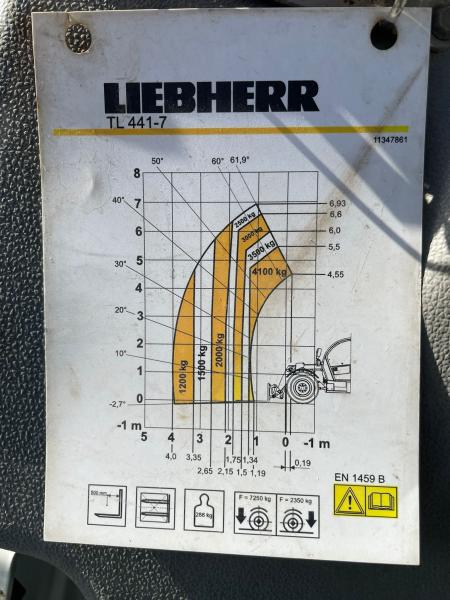 LIEBHERR
TL 441-7
11347861
50° 60° 61,9°
8
40°
7 6,93
2500 kg 6,6
6 3000 kg 6,0
3500 kg 5,5
5
30° 4100 kg 4,55
4
20°
3
2
10° 1200 kg 1500 kg 2000 kg
1
-2,7° 0
-1 m 5 4 3 2 1 0 -1 m
4,0 3,35 1,75 1,34 0,19
2,65 2,15 1,5 1,19
EN 1459 B
500 mm
286 kg
F = 7250 kg
F = 2350 kg